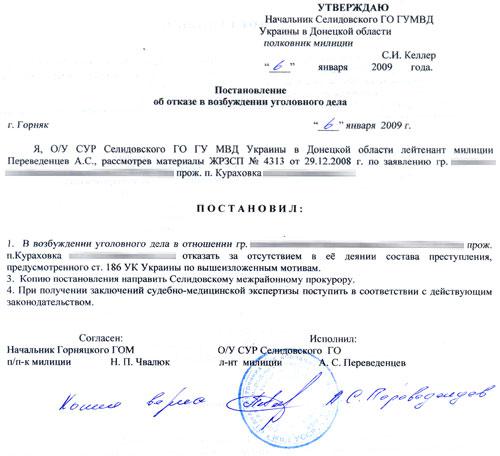 УТВЕРЖДАЮ
Начальник Селидовского ГО ГУМВД
Украины в Донецкой области
полковник милиции
С.И. Келлер
“ 6 ” января 2009 года.
Постановление
об отказе в возбуждении уголовного дела
г. Горняк “ 6 ” января 2009 г.
Я, О/У СУР Селидовского ГО ГУ МВД Украины в Донецкой области лейтенант милиции
Переведенцев А.С., рассмотрев материалы ЖРЗСП № 4313 от 29.12.2008 г. по заявлению гр.
прож. п. Кураховка
ПОСТАНОВИЛ:
1. В возбуждении уголовного дела в отношении гр. прож.
п.Кураховка отказать за отсутствием в её деянии состава преступления,
предусмотренного ст. 186 УК Украины по вышеизложенным мотивам.
3. Копию постановления направить Селидовскому межрайонному прокурору.
4. При получении заключений судебно-медицинской экспертизы поступить в соответствии с действующим
законодательством.
Согласен: Исполнил:
Начальник Горняцкого ГОМ О/У СУР Селидовского ГО
п/п-к милиции Н. П. Чвалюк л-нт милиции А. С. Переведенцев
Копия верна А.С. Переведенцев